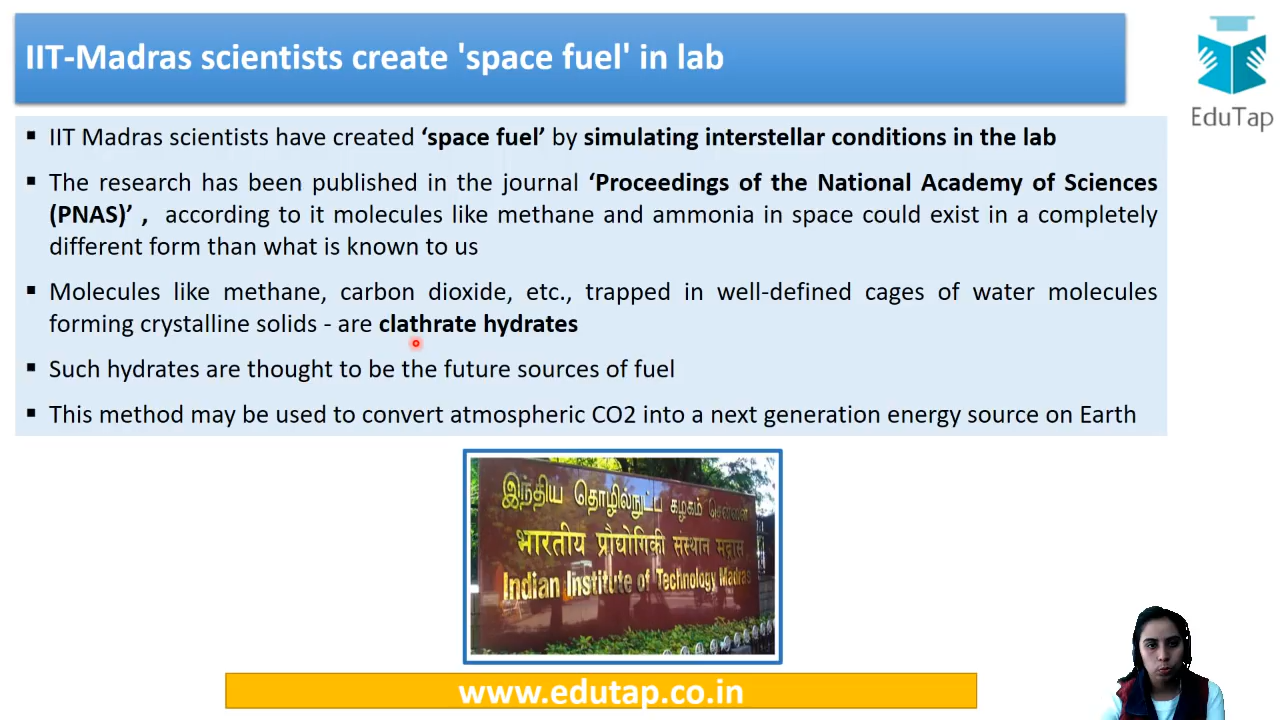 IIT-Madras scientists create 'space fuel' in lab
EduTap
▪ IIT Madras scientists have created ‘space fuel’ by simulating interstellar conditions in the lab
▪ The research has been published in the journal ‘Proceedings of the National Academy of Sciences
(PNAS)’ , according to it molecules like methane and ammonia in space could exist in a completely
different form than what is known to us
▪ Molecules like methane, carbon dioxide, etc., trapped in well-defined cages of water molecules
forming crystalline solids - are clathrate hydrates
▪ Such hydrates are thought to be the future sources of fuel
▪ This method may be used to convert atmospheric CO2 into a next generation energy source on Earth
இந்திய தொழில்நுட்ப கழகம் சென்னை
भारतीय प्रौद्योगिकी संस्थान मद्रास
Indian Institute of Technology Madras
www.edutap.co.in